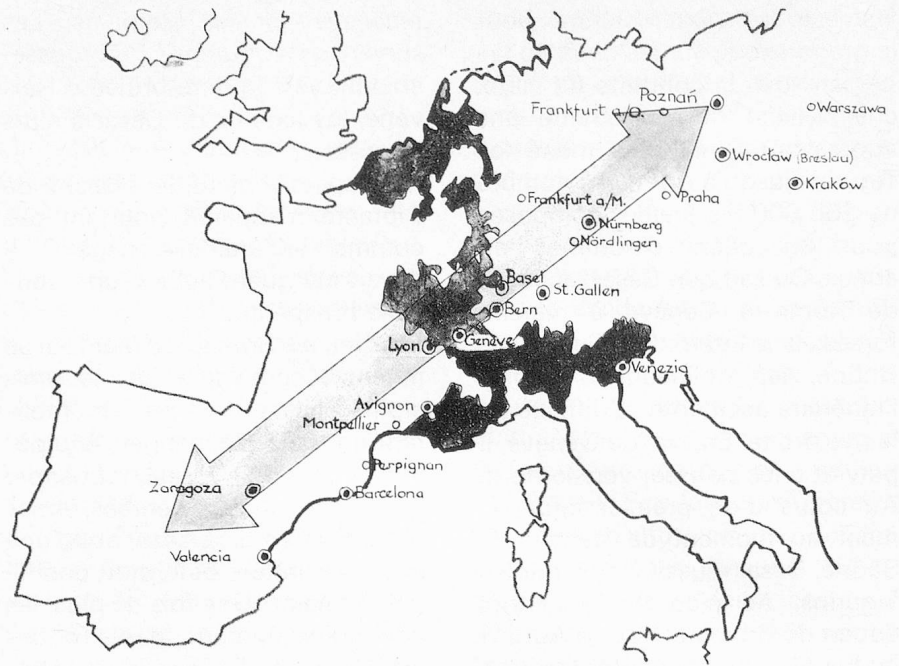 Poznań
Frankfurt a/O.
Warszawa
Wrocław (Breslau)
Kraków
Praha
Frankfurt a/M.
Nürnberg
Nördlingen
Basel
St. Gallen
Bern
Genève
Lyon
Venezia
Avignon
Montpellier
Perpignan
Zaragoza
Barcelona
Valencia